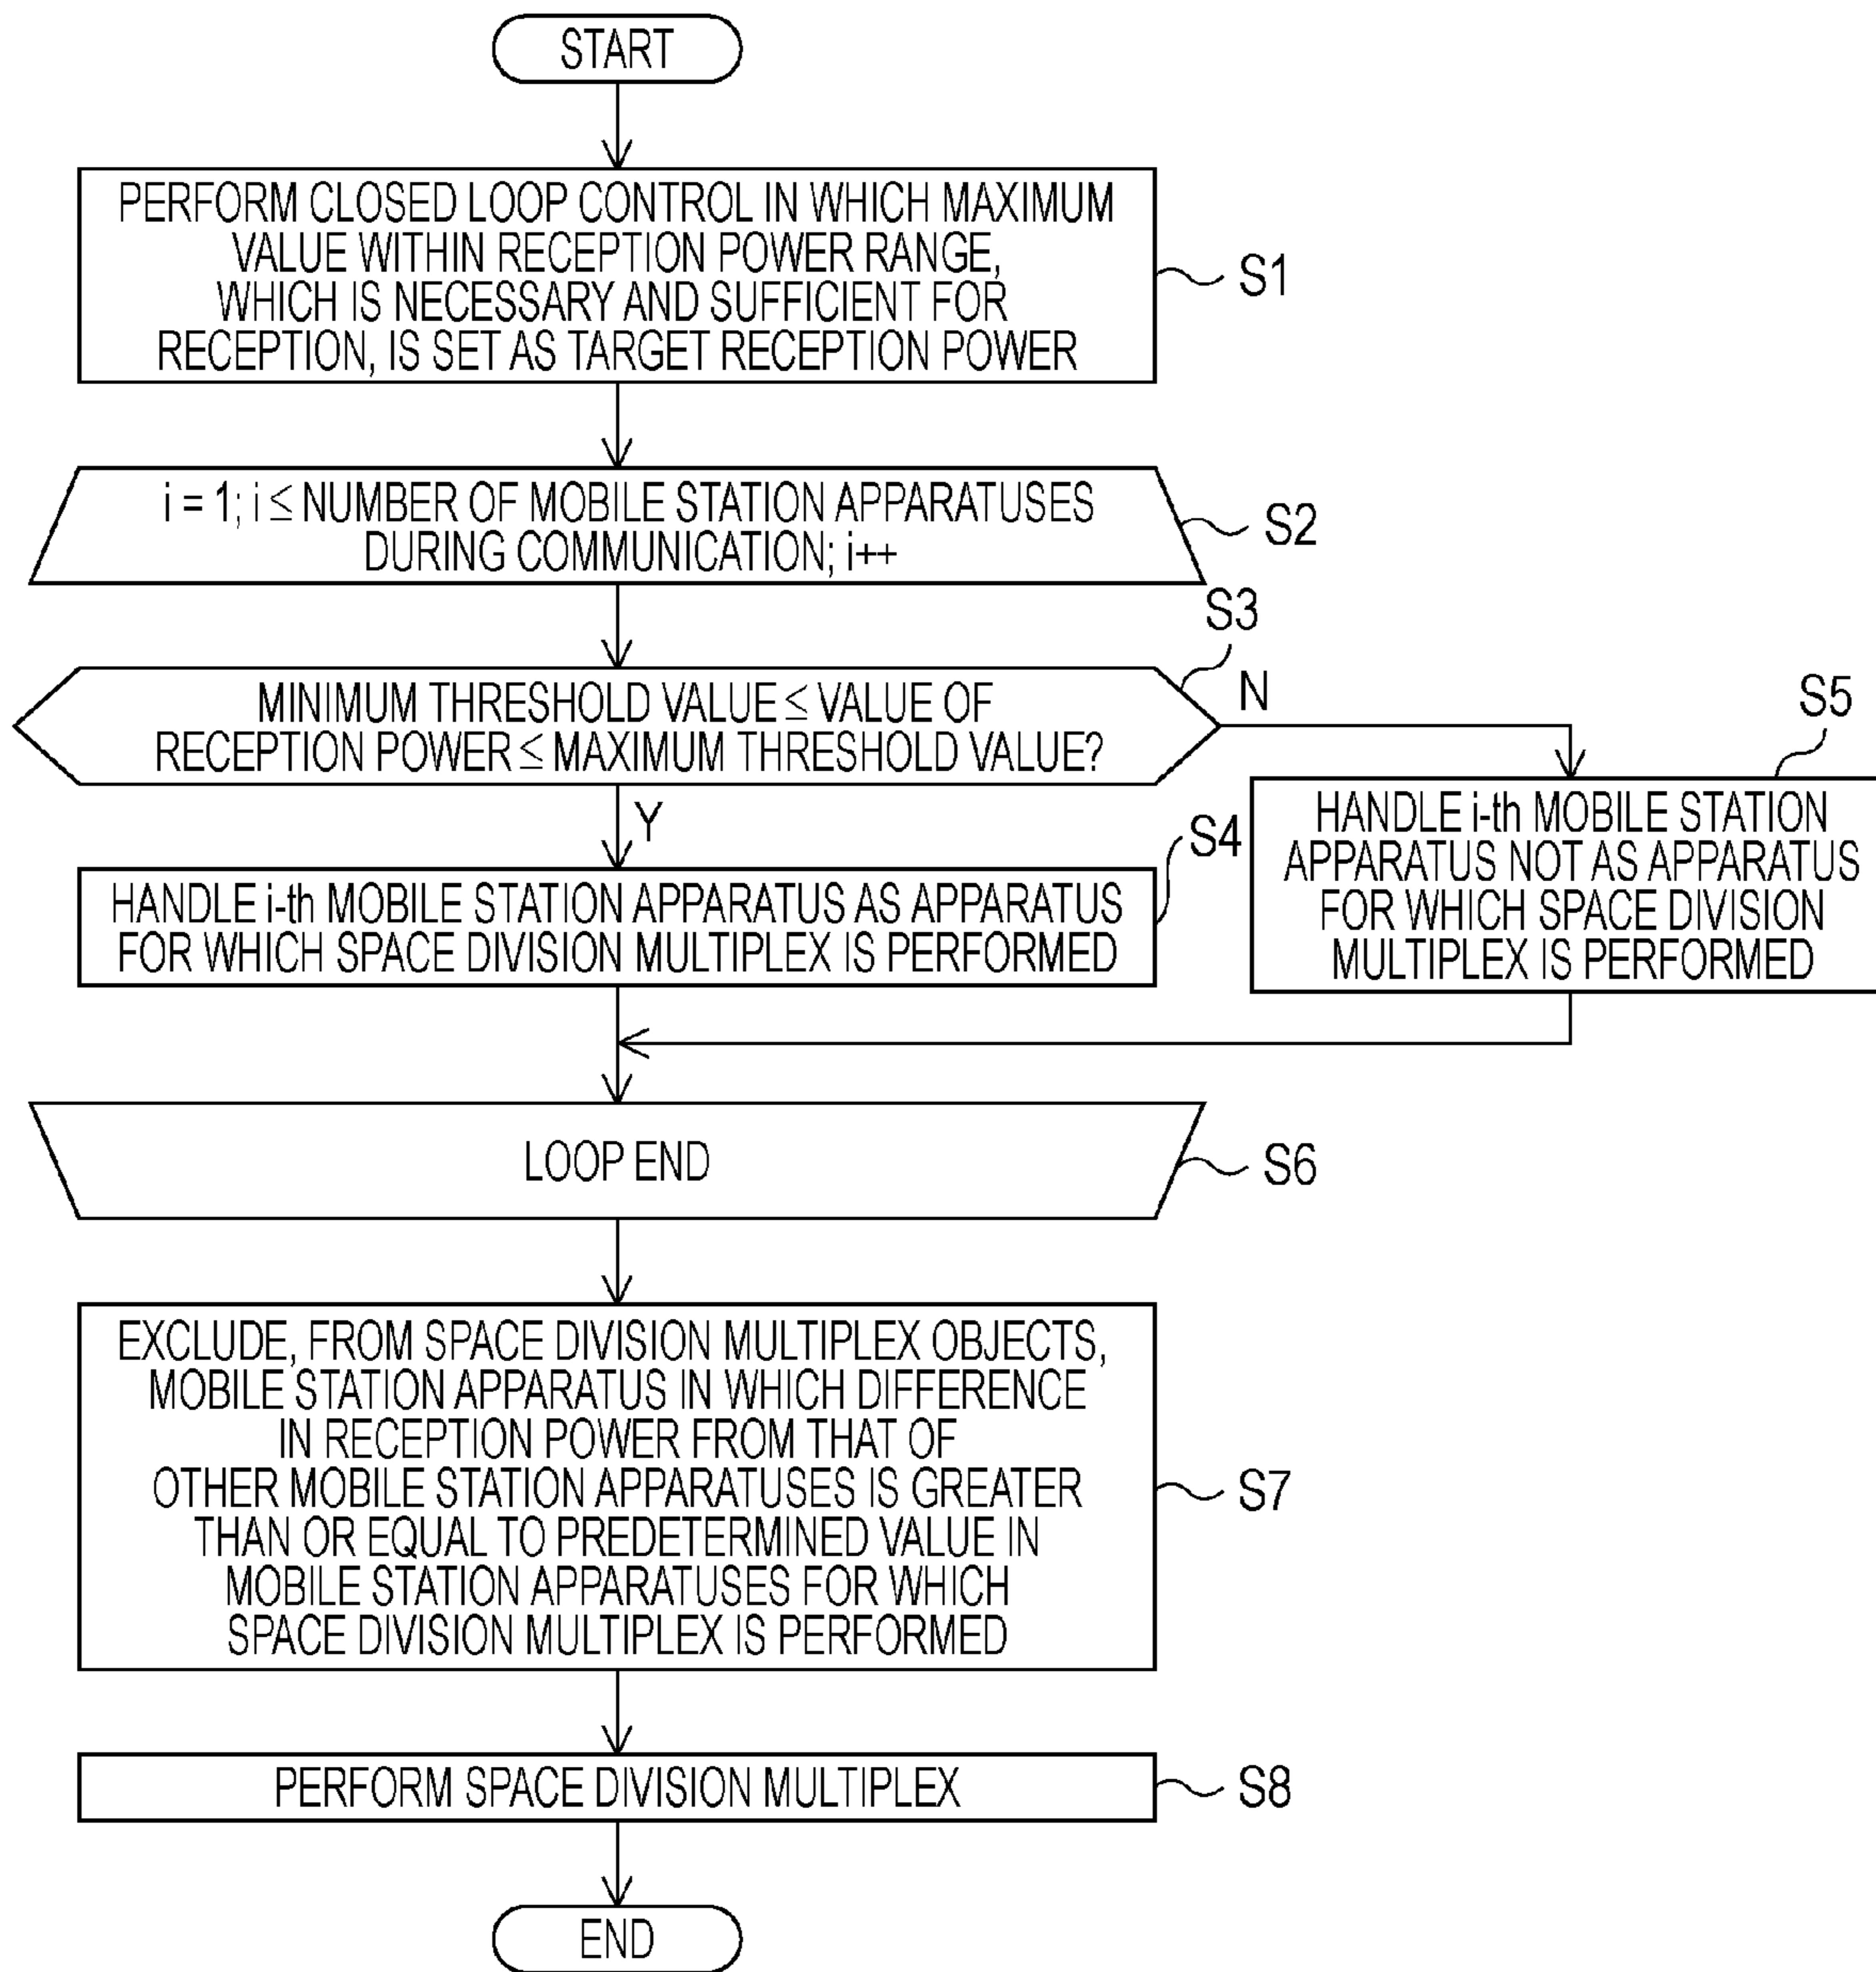 START
PERFORM CLOSED LOOP CONTROL IN WHICH MAXIMUM
VALUE WITHIN RECEPTION POWER RANGE,
WHICH IS NECESSARY AND SUFFICIENT FOR
RECEPTION, IS SET AS TARGET RECEPTION POWER
S1
i = 1; i ≤ NUMBER OF MOBILE STATION APPARATUSES
DURING COMMUNICATION; i++
S2
S3
MINIMUM THRESHOLD VALUE ≤ VALUE OF
RECEPTION POWER ≤ MAXIMUM THRESHOLD VALUE?
N
Y
S5
HANDLE i-th MOBILE STATION
APPARATUS NOT AS APPARATUS
FOR WHICH SPACE DIVISION
MULTIPLEX IS PERFORMED
S4
HANDLE i-th MOBILE STATION APPARATUS AS APPARATUS
FOR WHICH SPACE DIVISION MULTIPLEX IS PERFORMED
LOOP END
S6
EXCLUDE, FROM SPACE DIVISION MULTIPLEX OBJECTS,
MOBILE STATION APPARATUS IN WHICH DIFFERENCE
IN RECEPTION POWER FROM THAT OF
OTHER MOBILE STATION APPARATUSES IS GREATER
THAN OR EQUAL TO PREDETERMINED VALUE IN
MOBILE STATION APPARATUSES FOR WHICH
SPACE DIVISION MULTIPLEX IS PERFORMED
S7
PERFORM SPACE DIVISION MULTIPLEX
S8
END